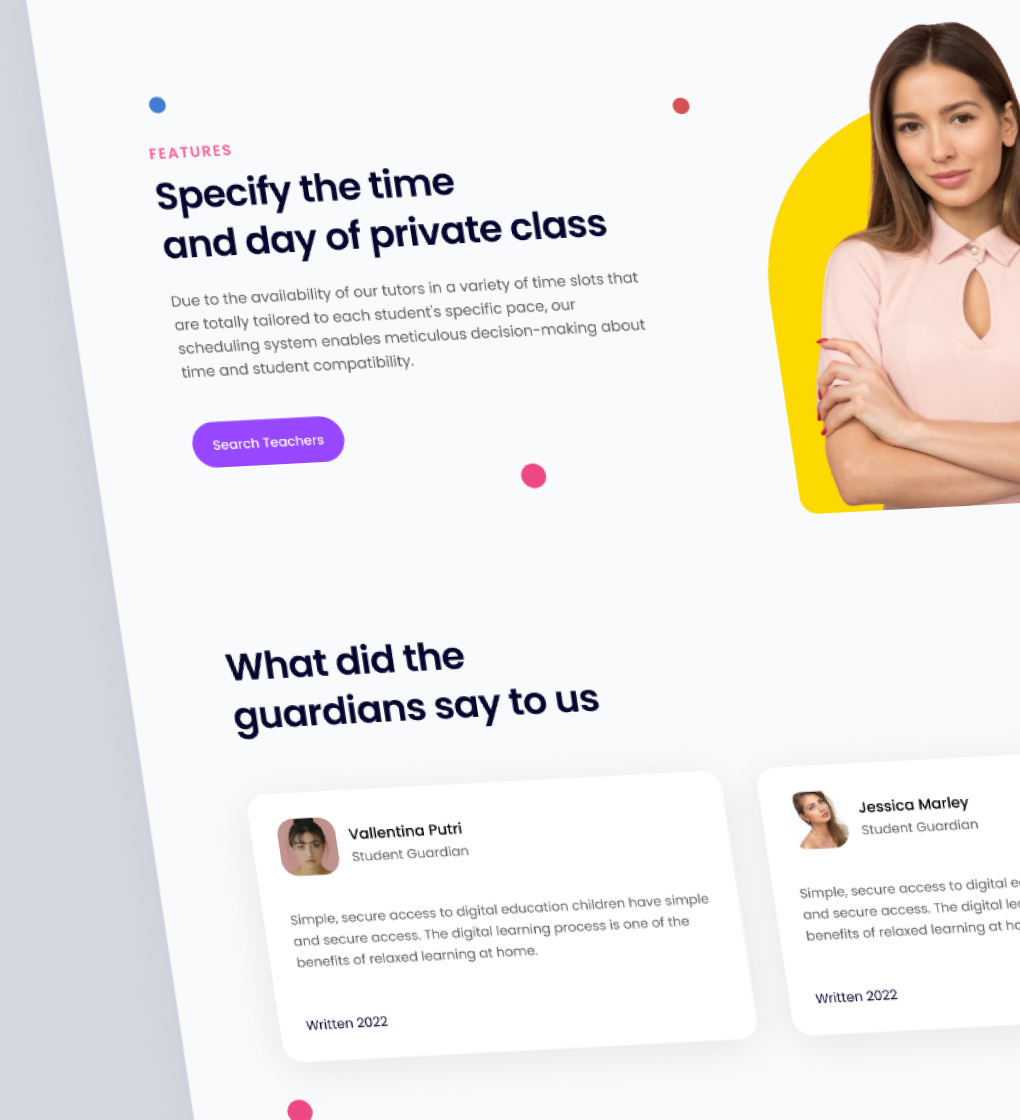 FEATURES
Specify the time
and day of private class
Due to the availability of our tutors in a variety of time slots that
are totally tailored to each student's specific pace, our
scheduling system enables meticulous decision-making about
time and student compatibility.
Search Teachers
What did the
guardians say to us
Vallentina Putri
Student Guardian
Simple, secure access to digital education children have simple
and secure access. The digital learning process is one of the
benefits of relaxed learning at home.
Written 2022
Jessica Marley
Student Guardian
Simple, secure access to digital
and secure access. The digital
benefits of relaxed learning at
Written 2022